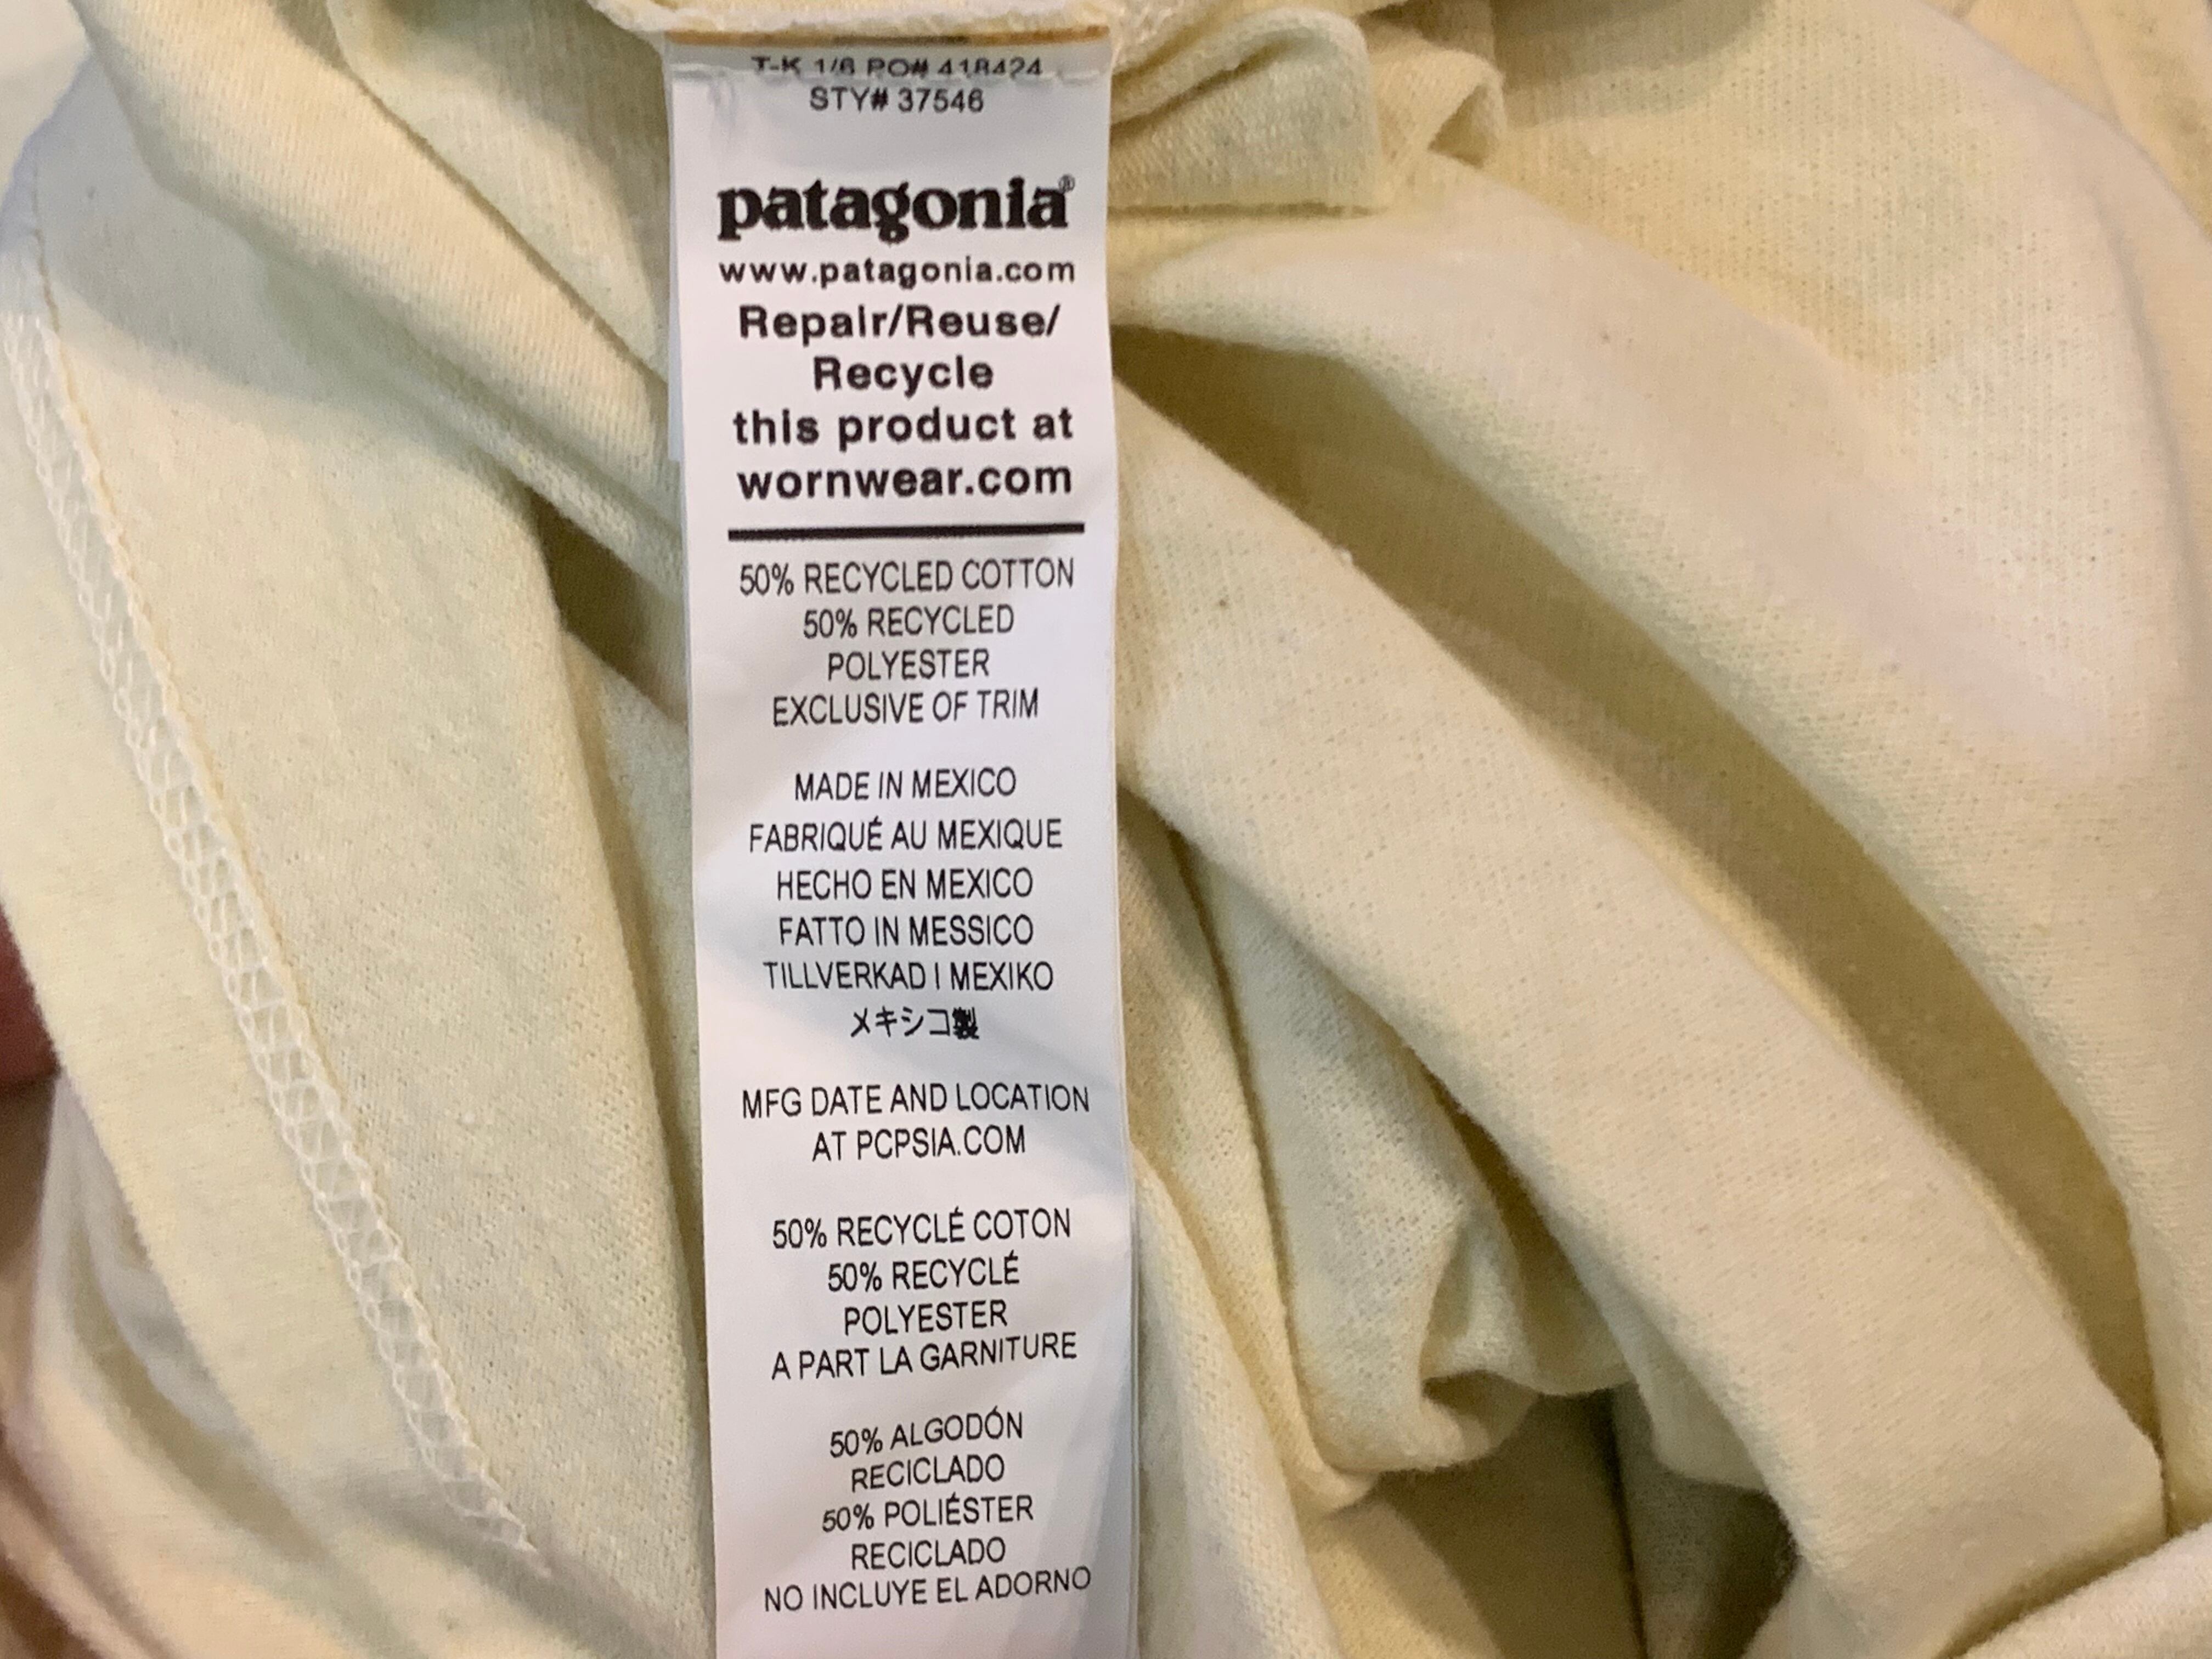 T-K 1/6 PO# 418424
STY# 37546
patagonia®
www.patagonia.com
Repair/Reuse/
Recycle
this product at
wornwear.com
50% RECYCLED COTTON
50% RECYCLED
POLYESTER
EXCLUSIVE OF TRIM
MADE IN MEXICO
FABRIQUÉ AU MEXIQUE
HECHO EN MEXICO
FATTO IN MESSICO
TILLVERKAD I MEXIKO
メキシコ製
MFG DATE AND LOCATION
AT PCPSIA.COM
50% RECYCLÉ COTON
50% RECYCLÉ
POLYESTER
A PART LA GARNITURE
50% ALGODÓN
RECICLADO
50% POLIÉSTER
RECICLADO
NO INCLUYE EL ADORNO